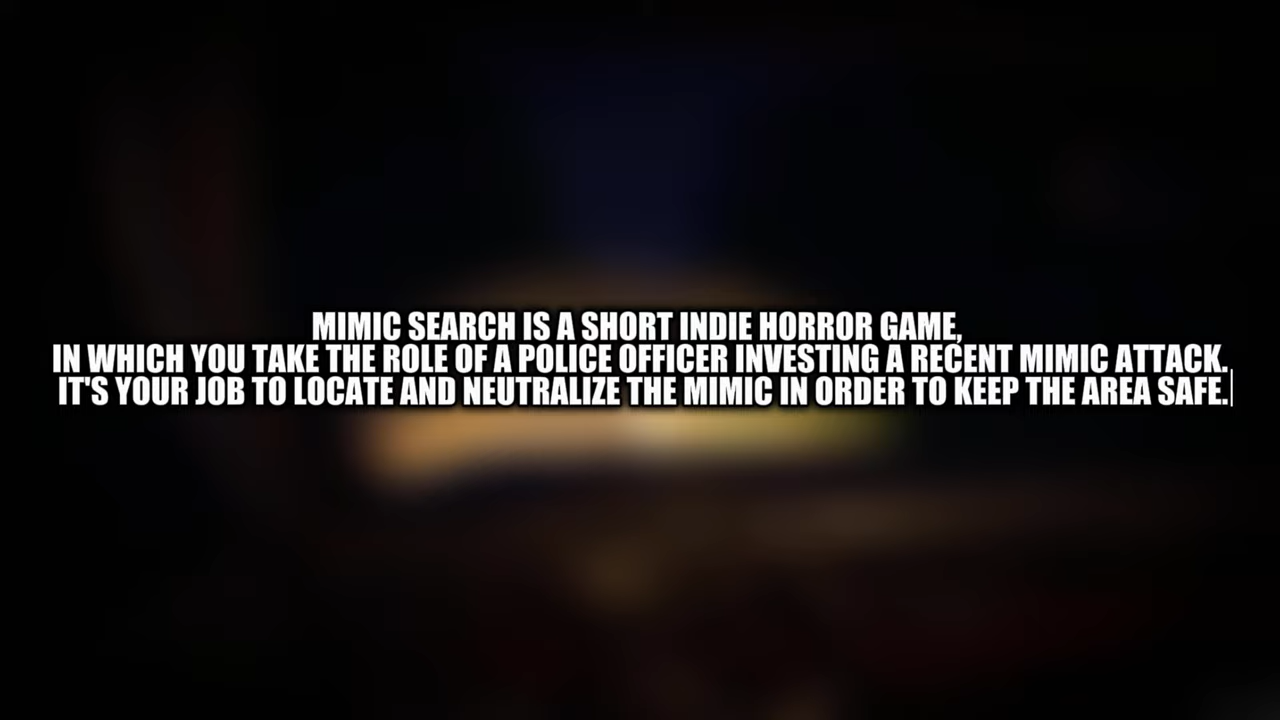 MIMIC SEARCH IS A SHORT INDIE HORROR GAME,
IN WHICH YOU TAKE THE ROLE OF A POLICE OFFICER INVESTING A RECENT MIMIC ATTACK.
IT'S YOUR JOB TO LOCATE AND NEUTRALIZE THE MIMIC IN ORDER TO KEEP THE AREA SAFE.